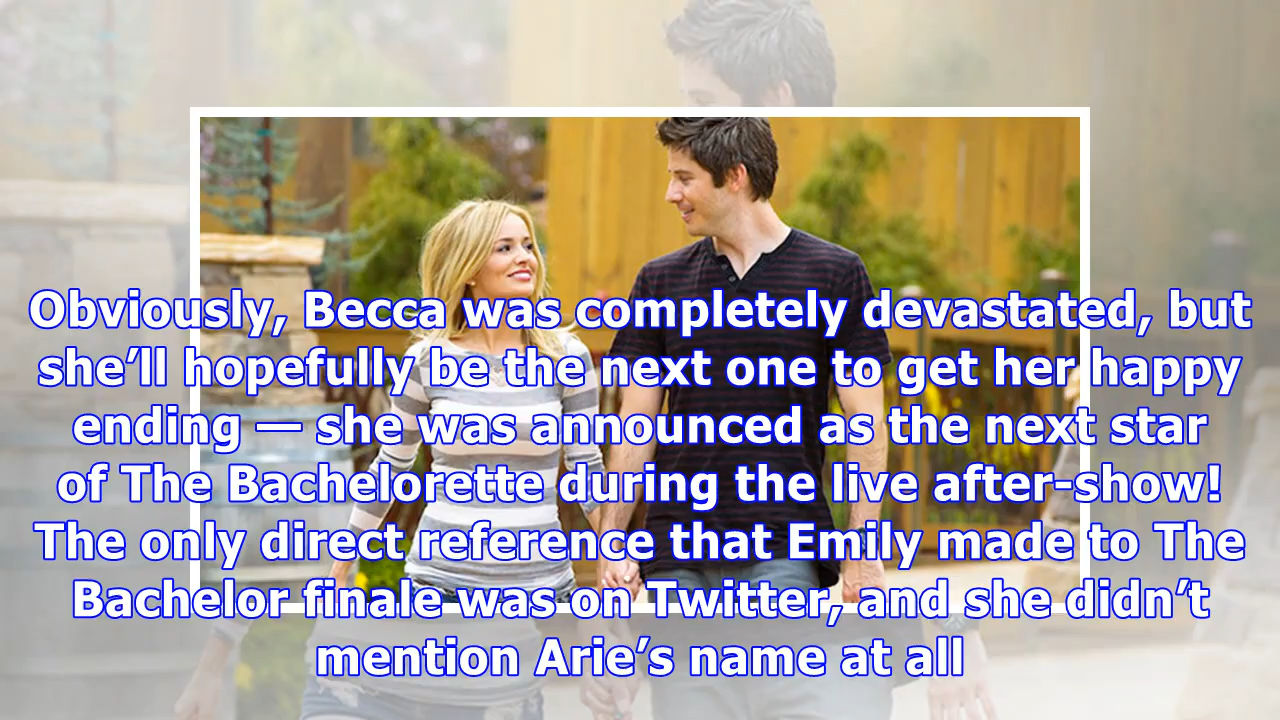 Obviously, Becca was completely devastated, but
she’ll hopefully be the next one to get her happy
ending — she was announced as the next star
of The Bachelorette during the live after-show!
The only direct reference that Emily made to The
Bachelor finale was on Twitter, and she didn’t
mention Arie’s name at all